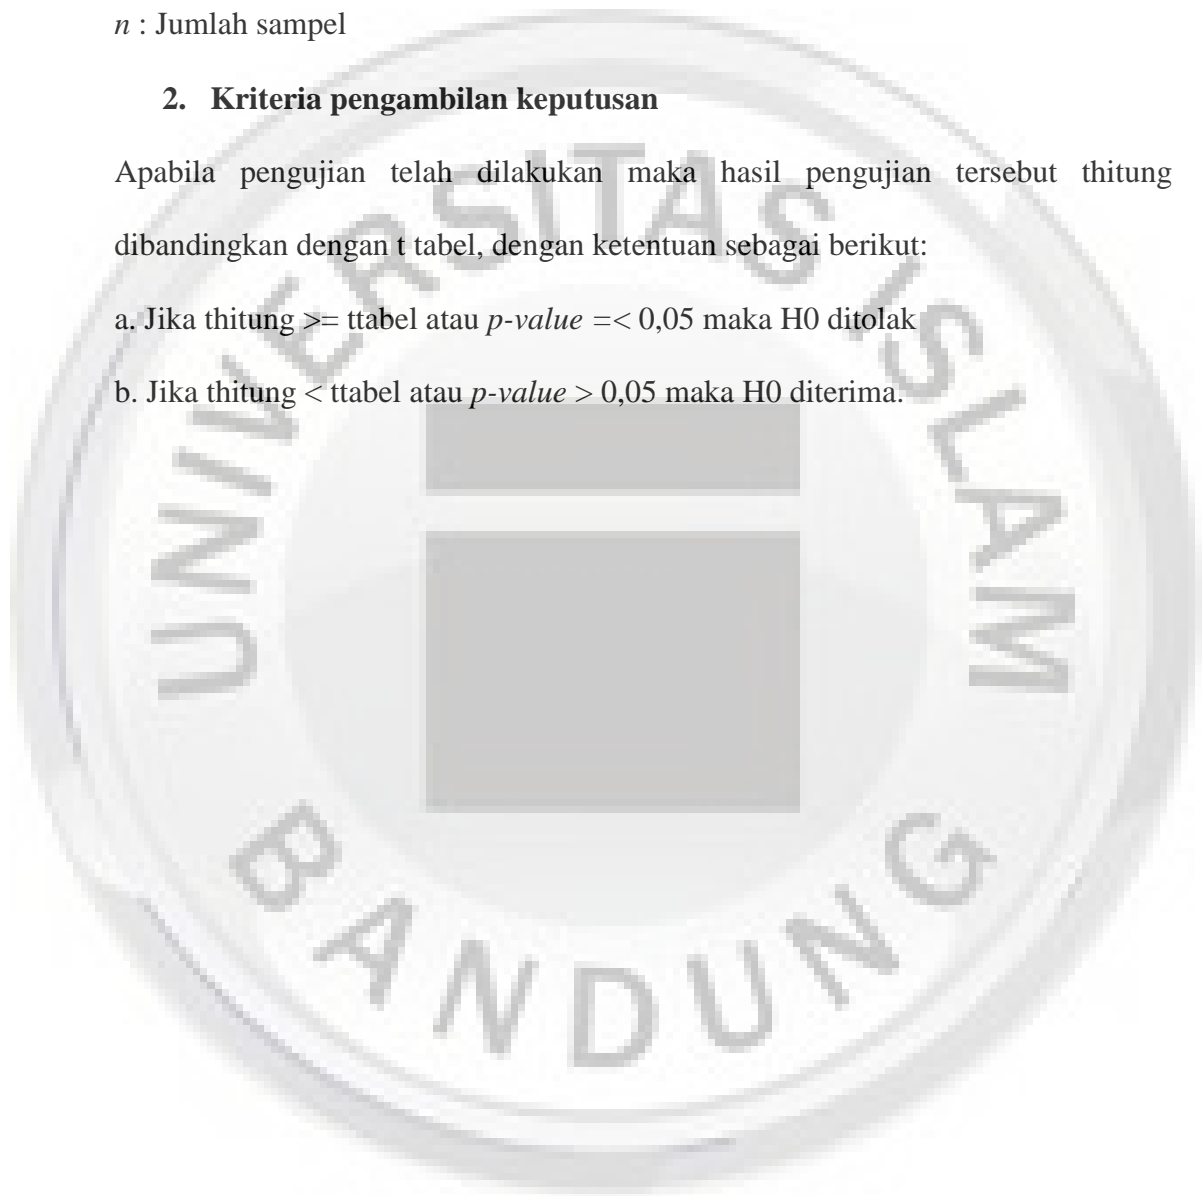 n : Jumlah sampel
2. Kriteria pengambilan keputusan
Apabila pengujian telah dilakukan maka hasil pengujian tersebut thitung
dibandingkan dengan t tabel, dengan ketentuan sebagai berikut:
a. Jika thitung >= ttabel atau p-value =< 0,05 maka H0 ditolak
b. Jika thitung < ttabel atau p-value > 0,05 maka H0 diterima.
UNIVERSITAS ISLAM
BANDUNG